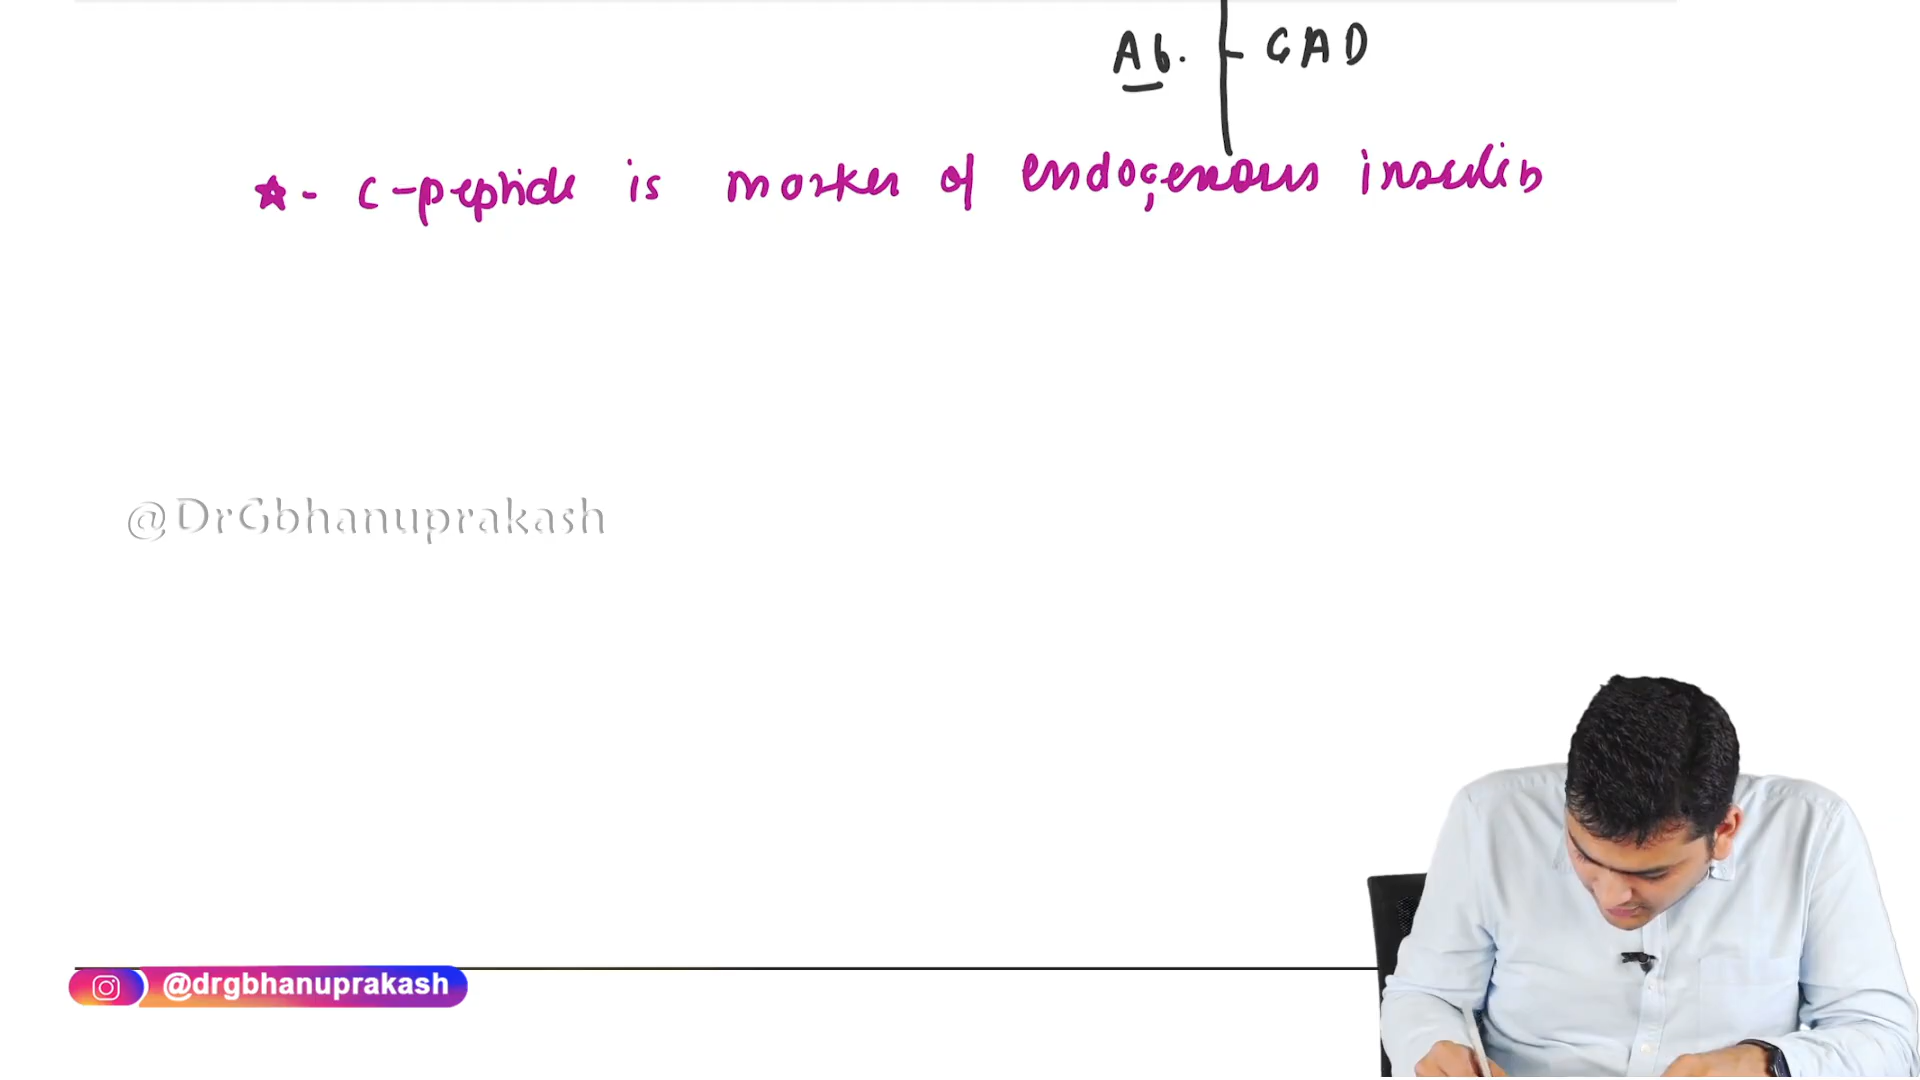 Ab. GAD
★- C-peptide is marker of endogenous insulin
@DrGbhanuprakash
@drgbhanuprakash